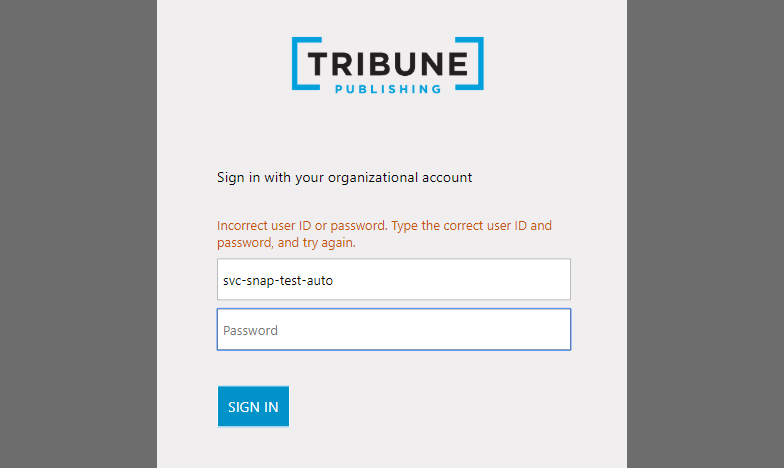 TRIBUNE
PUBLISHING
Sign in with your organizational account
Incorrect user ID or password. Type the correct user ID and
password, and try again.
svc-snap-test-auto
Password
SIGN IN